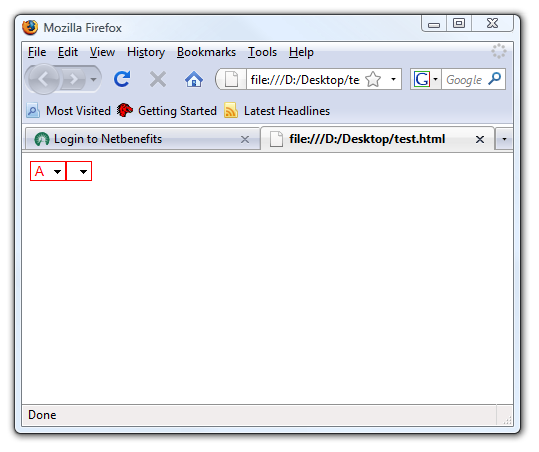 Mozilla Firefox
File Edit View History Bookmarks Tools Help
file:///D:/Desktop/te G Google
Most Visited Getting Started Latest Headlines
Login to Netbenefits file:///D:/Desktop/test.html
A
Done